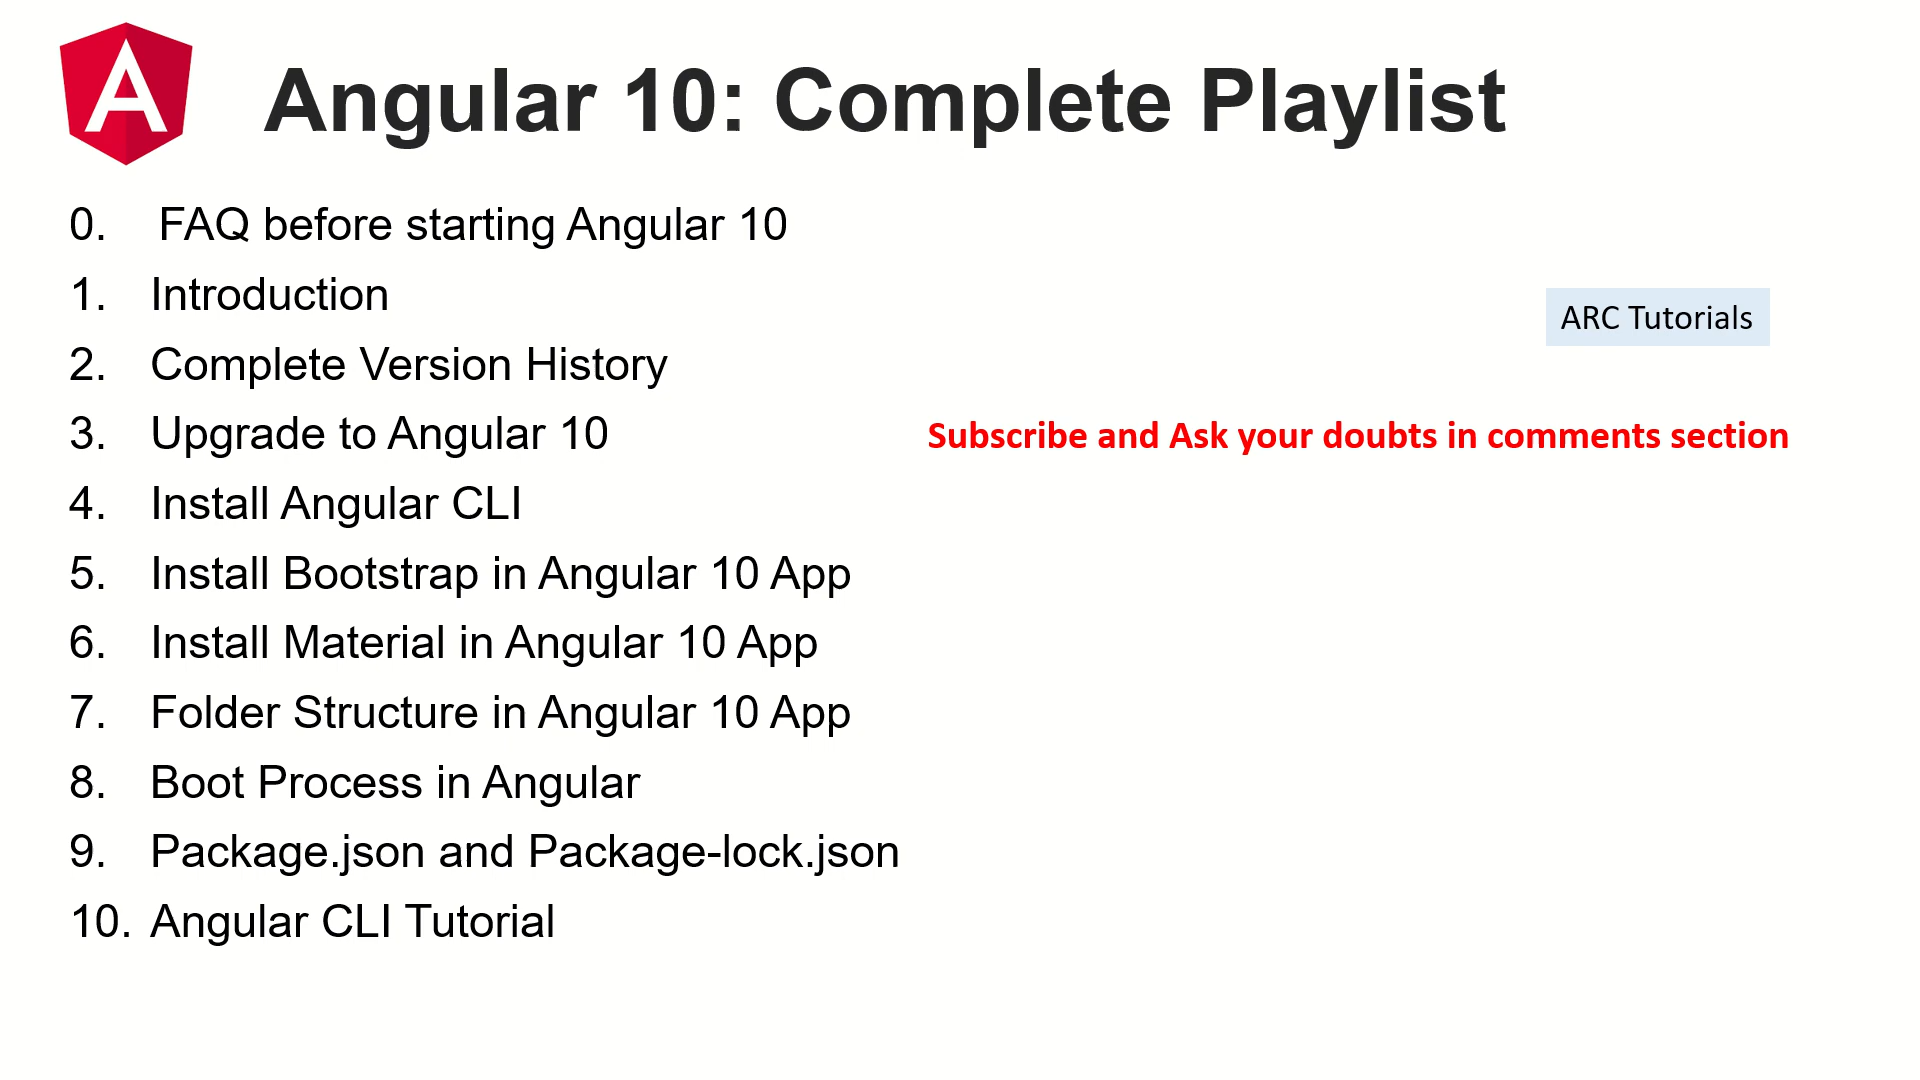 Angular 10: Complete Playlist
0. FAQ before starting Angular 10
1. Introduction
2. Complete Version History
3. Upgrade to Angular 10
4. Install Angular CLI
5. Install Bootstrap in Angular 10 App
6. Install Material in Angular 10 App
7. Folder Structure in Angular 10 App
8. Boot Process in Angular
9. Package.json and Package-lock.json
10. Angular CLI Tutorial
ARC Tutorials
Subscribe and Ask your doubts in comments section